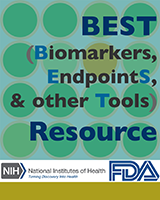 BEST
(Biomarkers,
EndpointS,
& other Tools)
Resource
NIH National Institutes of Health
Turning Discovery Into Health
FDA